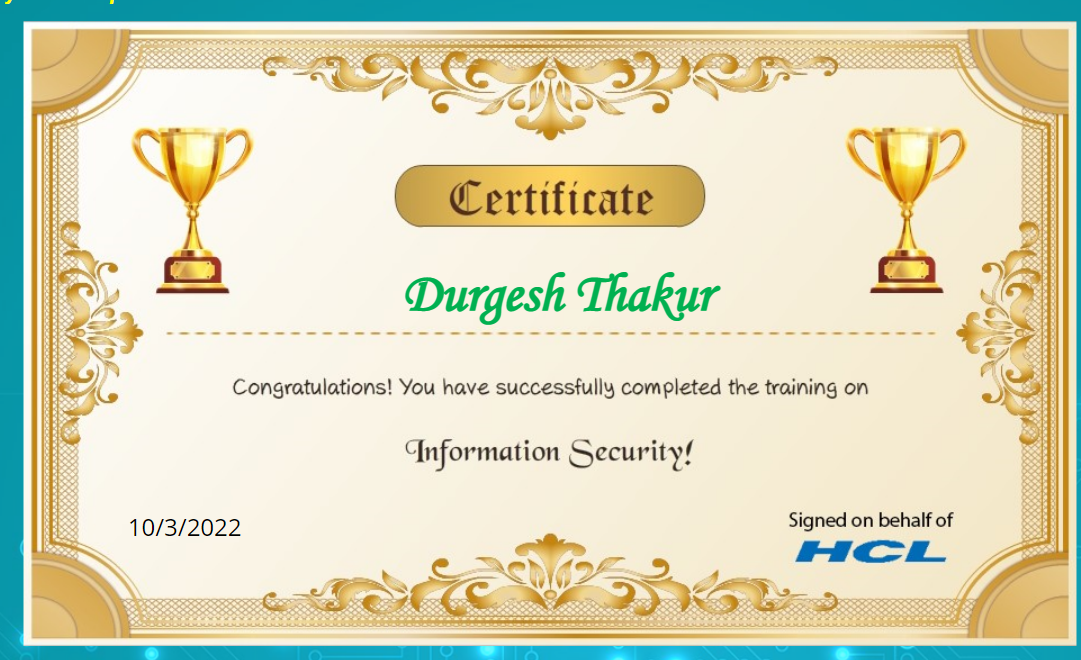 Certificate
Durgesh Thakur
Congratulations! You have successfully completed the training on
Information Security!
10/3/2022
Signed on behalf of
HCL